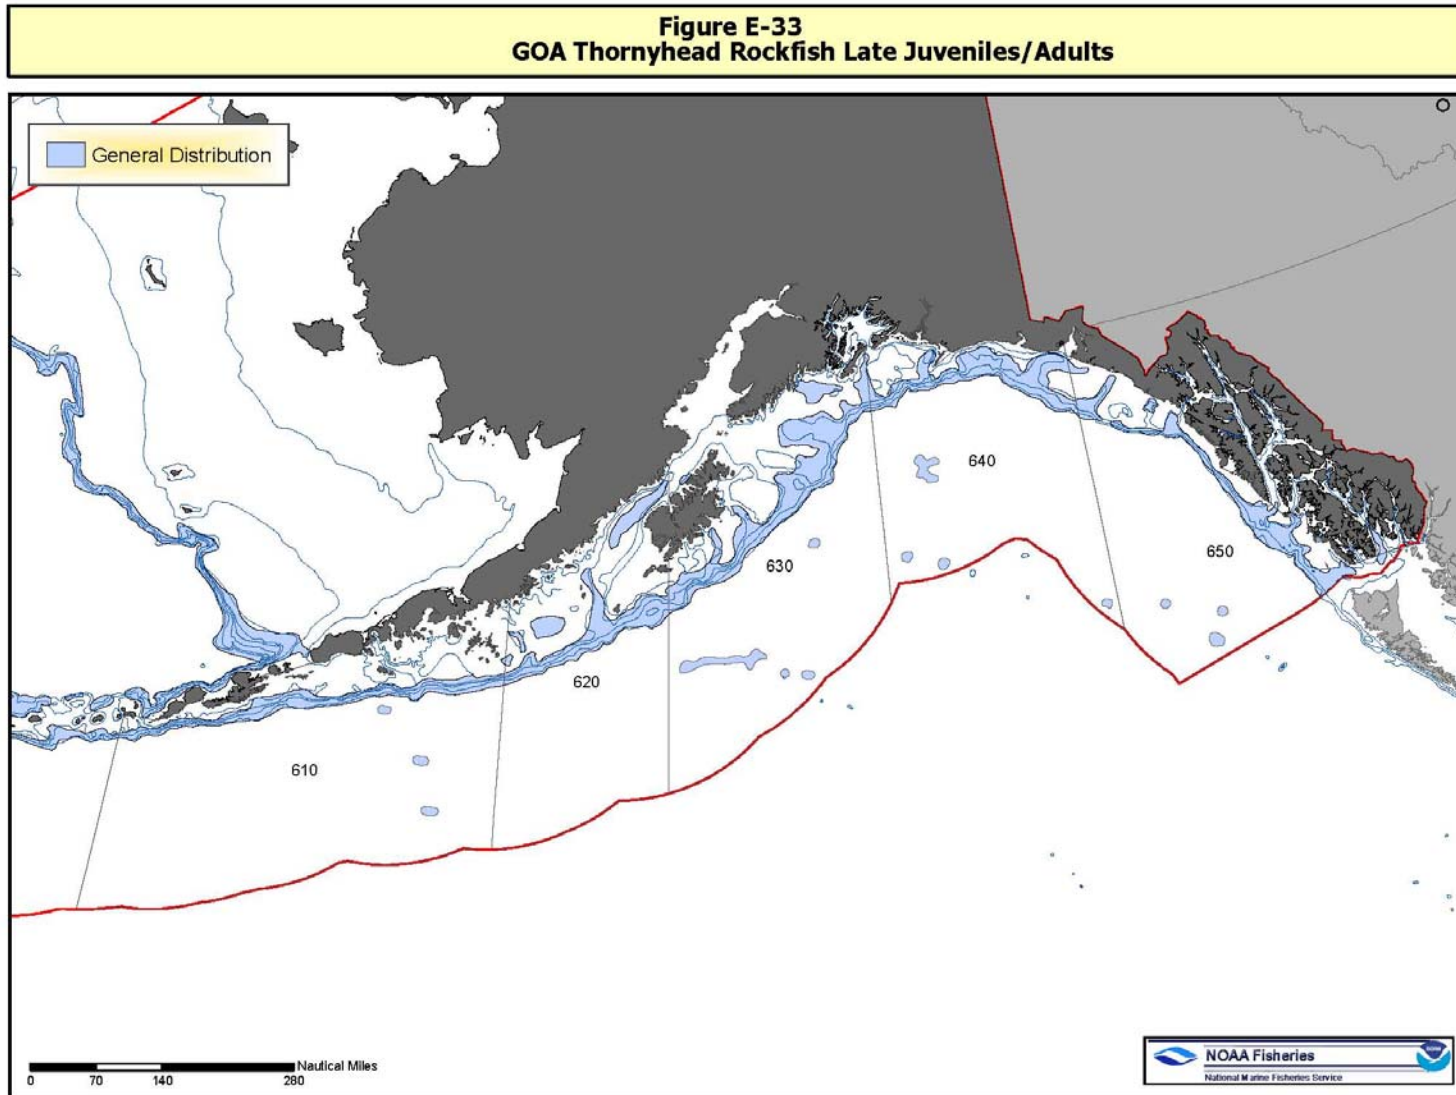 Figure E-33
GOA Thornyhead Rockfish Late Juveniles/Adults
General Distribution
640
650
630
620
610
Nautical Miles
0 70 140 280
NOAA Fisheries
National Marine Fisheries Service